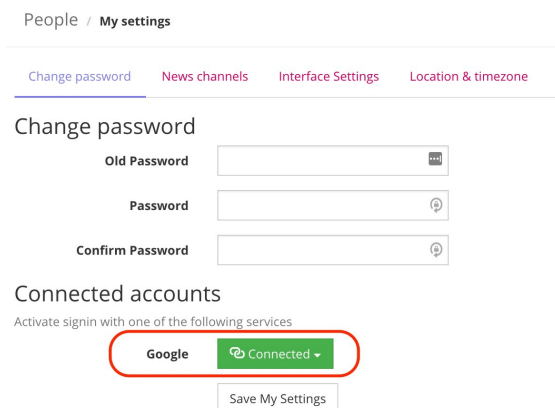 People / My settings
Change password News channels Interface Settings Location & timezone
Change password
Old Password
Password
Confirm Password
Connected accounts
Activate signin with one of the following services
Google Connected
Save My Settings